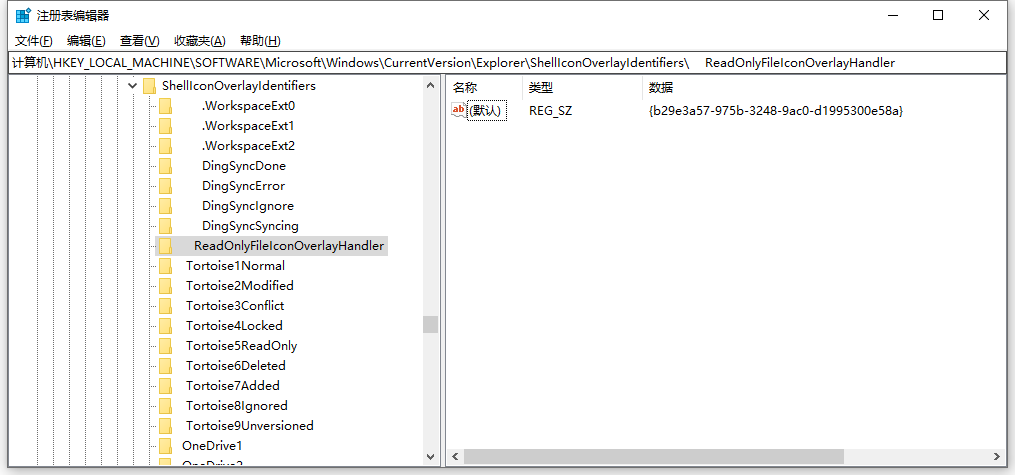 注册表编辑器
文件(F) 编辑(E) 查看(V) 收藏夹(A) 帮助(H)
计算机\HKEY_LOCAL_MACHINE\SOFTWARE\Microsoft\Windows\CurrentVersion\Explorer\ShellIconOverlayIdentifiers\ ReadOnlyFileIconOverlayHandler
ShellIconOverlayIdentifiers
.WorkspaceExt0
.WorkspaceExt1
.WorkspaceExt2
DingSyncDone
DingSyncError
DingSyncIgnore
DingSyncSyncing
ReadOnlyFileIconOverlayHandler
Tortoise1Normal
Tortoise2Modified
Tortoise3Conflict
Tortoise4Locked
Tortoise5ReadOnly
Tortoise6Deleted
Tortoise7Added
Tortoise8Ignored
Tortoise9Unversioned
OneDrive1
名称 类型 数据
ab (默认) REG_SZ {b29e3a57-975b-3248-9ac0-d1995300e58a}